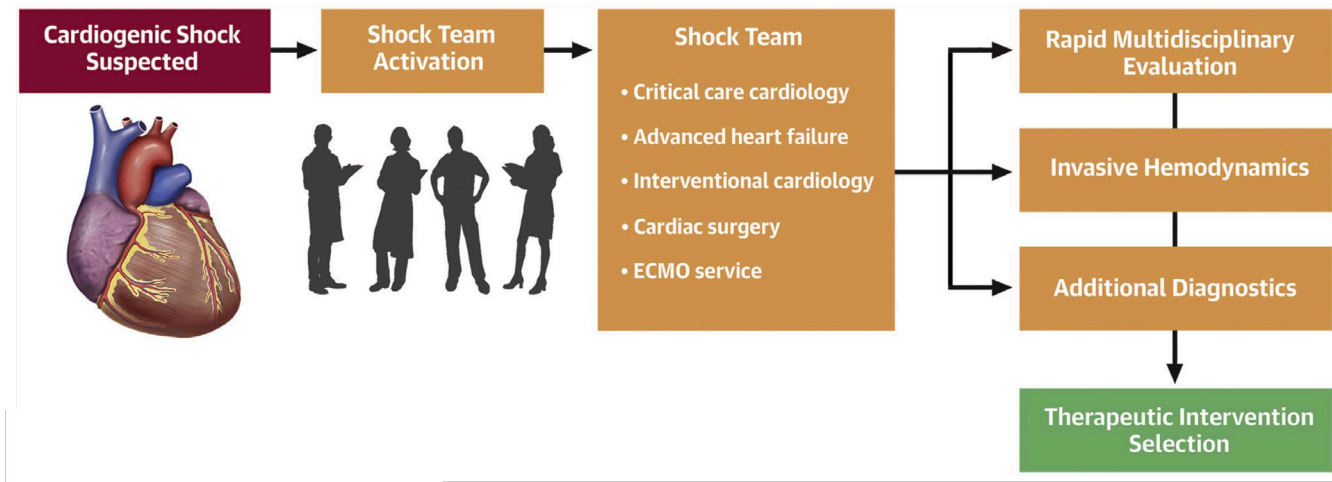 Cardiogenic Shock
Suspected
Shock Team
Activation
Shock Team
• Critical care cardiology
• Advanced heart failure
• Interventional cardiology
• Cardiac surgery
• ECMO service
Rapid Multidisciplinary
Evaluation
Invasive Hemodynamics
Additional Diagnostics
Therapeutic Intervention
Selection